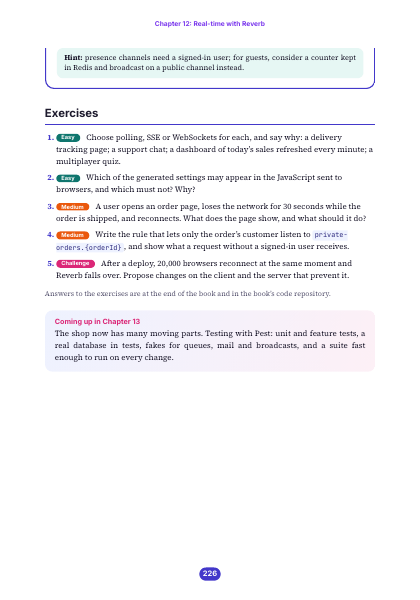 Chapter 12: Real-time with Reverb
Hint: presence channels need a signed-in user; for guests, consider a counter kept
in Redis and broadcast on a public channel instead.
Exercises
1. Easy Choose polling, SSE or WebSockets for each, and say why: a delivery
tracking page; a support chat; a dashboard of today's sales refreshed every minute; a
multiplayer quiz.
2. Easy Which of the generated settings may appear in the JavaScript sent to
browsers, and which must not? Why?
3. Medium A user opens an order page, loses the network for 30 seconds while the
order is shipped, and reconnects. What does the page show, and what should it do?
4. Medium Write the rule that lets only the order's customer listen to private-
orders.{orderId}, and show what a request without a signed-in user receives.
5. Challenge After a deploy, 20,000 browsers reconnect at the same moment and
Reverb falls over. Propose changes on the client and the server that prevent it.
Answers to the exercises are at the end of the book and in the book's code repository.
Coming up in Chapter 13
The shop now has many moving parts. Testing with Pest: unit and feature tests, a
real database in tests, fakes for queues, mail and broadcasts, and a suite fast
enough to run on every change.
226